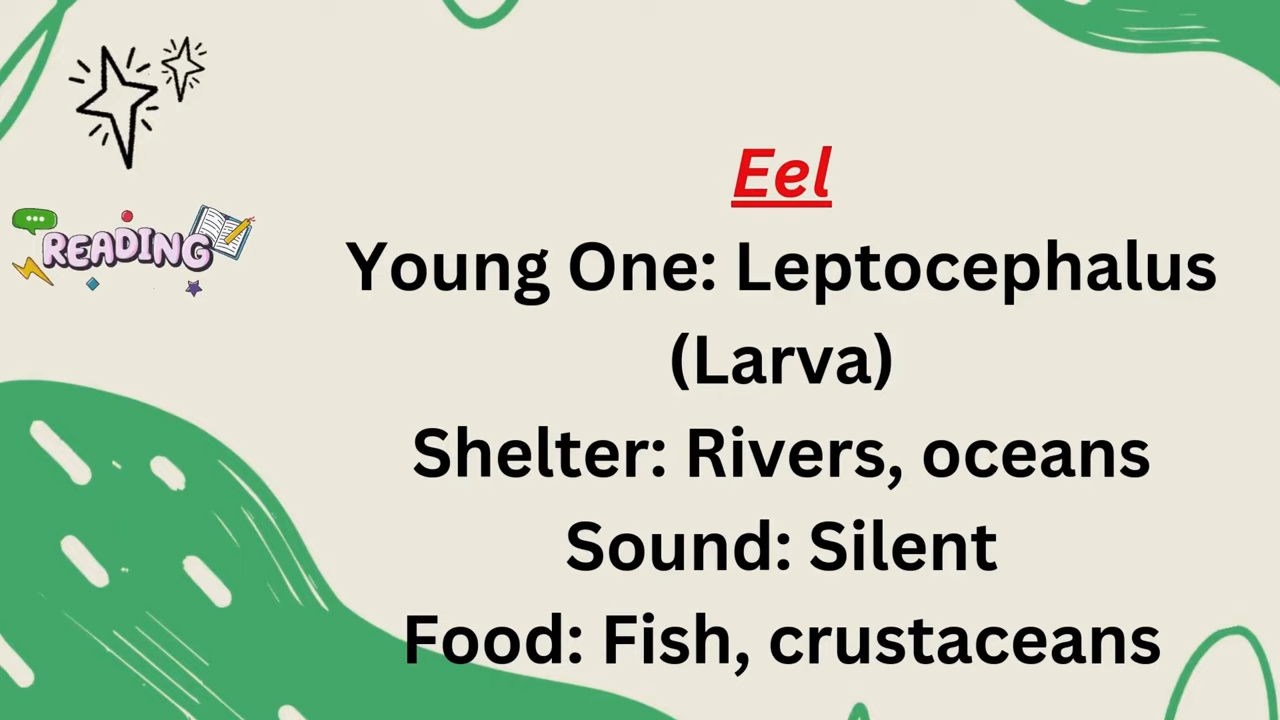 READING
Eel
Young One: Leptocephalus
(Larva)
Shelter: Rivers, oceans
Sound: Silent
Food: Fish, crustaceans